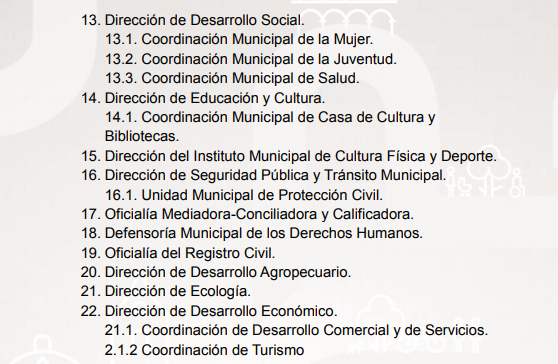 13. Dirección de Desarrollo Social.
13.1. Coordinación Municipal de la Mujer.
13.2. Coordinación Municipal de la Juventud.
13.3. Coordinación Municipal de Salud.
14. Dirección de Educación y Cultura.
14.1. Coordinación Municipal de Casa de Cultura y
Bibliotecas.
15. Dirección del Instituto Municipal de Cultura Física y Deporte.
16. Dirección de Seguridad Pública y Tránsito Municipal.
16.1. Unidad Municipal de Protección Civil.
17. Oficialía Mediadora-Conciliadora y Calificadora.
18. Defensoría Municipal de los Derechos Humanos.
19. Oficialía del Registro Civil.
20. Dirección de Desarrollo Agropecuario.
21. Dirección de Ecología.
22. Dirección de Desarrollo Económico.
21.1. Coordinación de Desarrollo Comercial y de Servicios.
2.1.2 Coordinación de Turismo